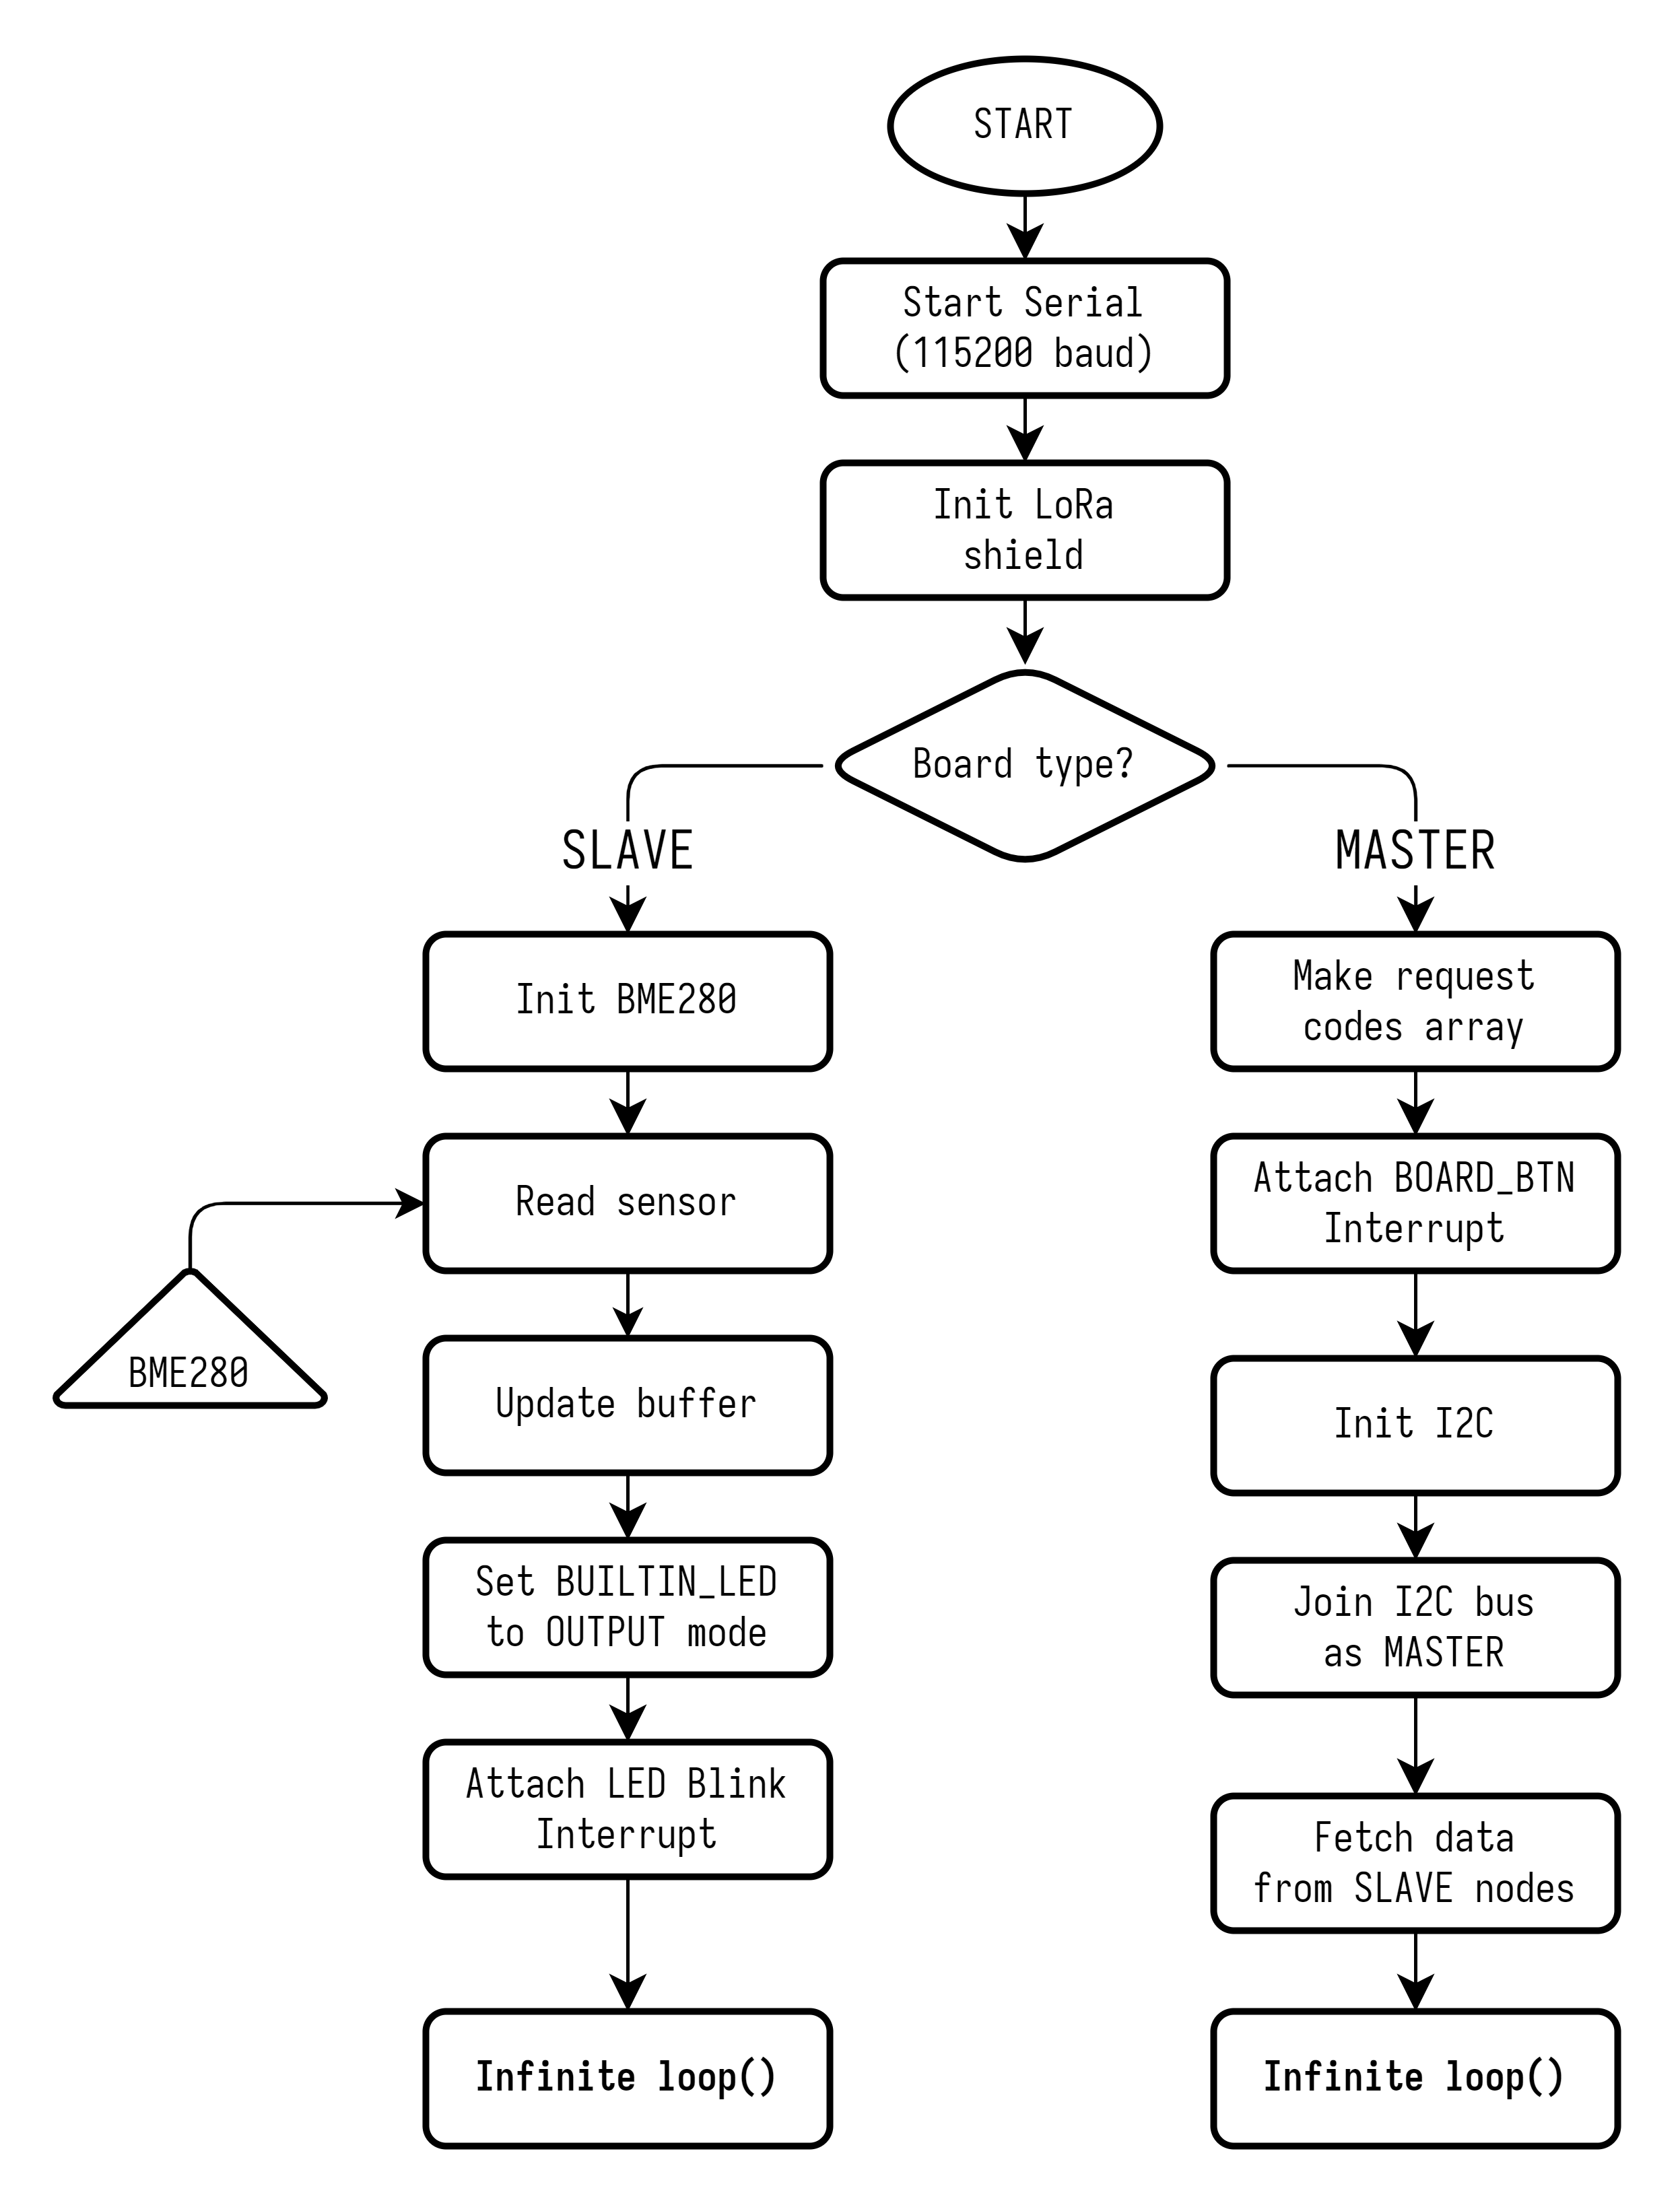 START
Start Serial
(115200 baud)
Init LoRa
shield
Board type?
SLAVE
MASTER
Init BME280
Read sensor
BME280
Update buffer
Set BUILTIN_LED
to OUTPUT mode
Attach LED Blink
Interrupt
Infinite loop()
Make request
codes array
Attach BOARD_BTN
Interrupt
Init I2C
Join I2C bus
as MASTER
Fetch data
from SLAVE nodes
Infinite loop()